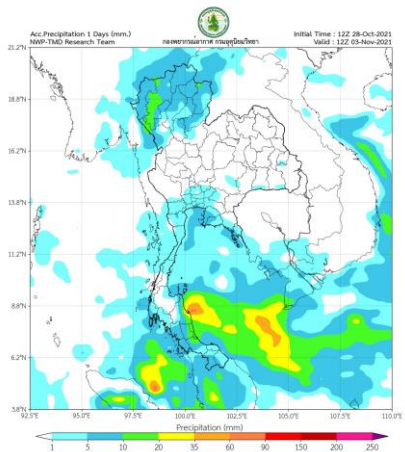 Acc.Precipitation 1 Days (mm.)
NWP-TMD Research Team
กองพยากรณ์อากาศ กรมอุตุนิยมวิทยา
Initial Time : 12Z 28-Oct-2021
Valid : 12Z 03-Nov-2021
21.2°N
18.8°N
16.2°N
13.8°N
11.2°N
8.8°N
6.2°N
3.8°N
92.5°E 95.0°E 97.5°E 100.0°E 102.5°E 105.0°E 107.5°E 110.0°E
Precipitation (mm)
1 5 10 20 35 60 90 150 200 250